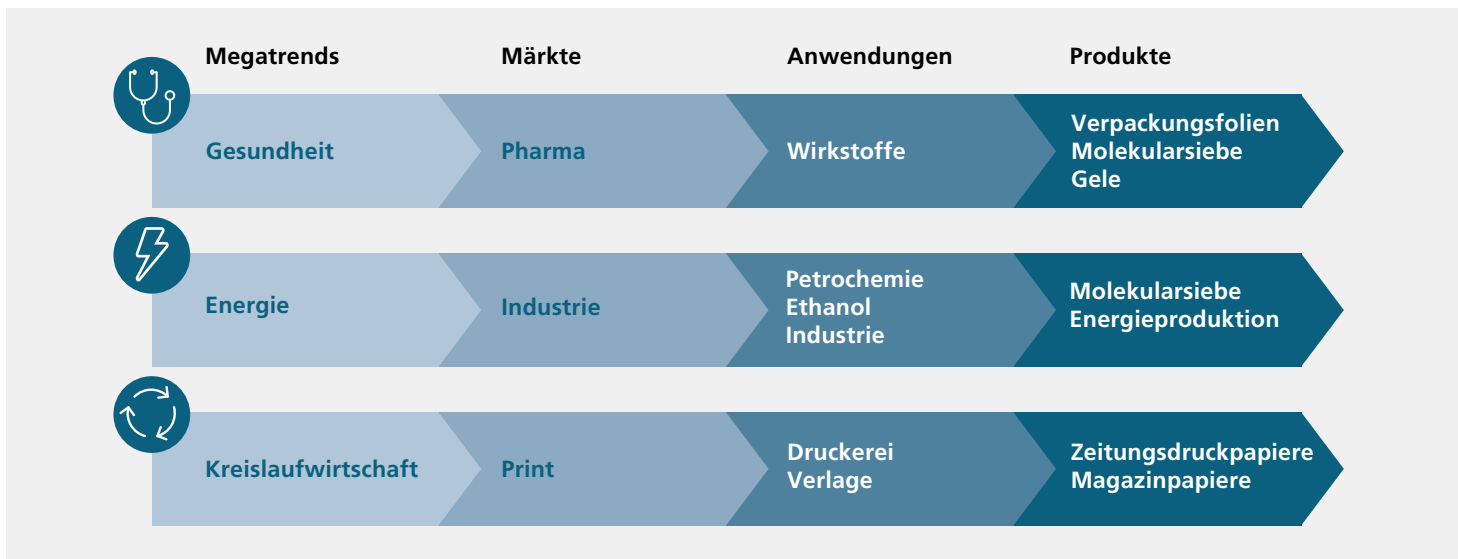 Megatrends
Märkte
Anwendungen
Produkte
Gesundheit
Pharma
Wirkstoffe
Verpackungsfolien
Molekularsiebe
Gele
Energie
Industrie
Petrochemie
Ethanol
Industrie
Molekularsiebe
Energieproduktion
Kreislaufwirtschaft
Print
Druckerei
Verlage
Zeitungsdruckpapiere
Magazinpapiere